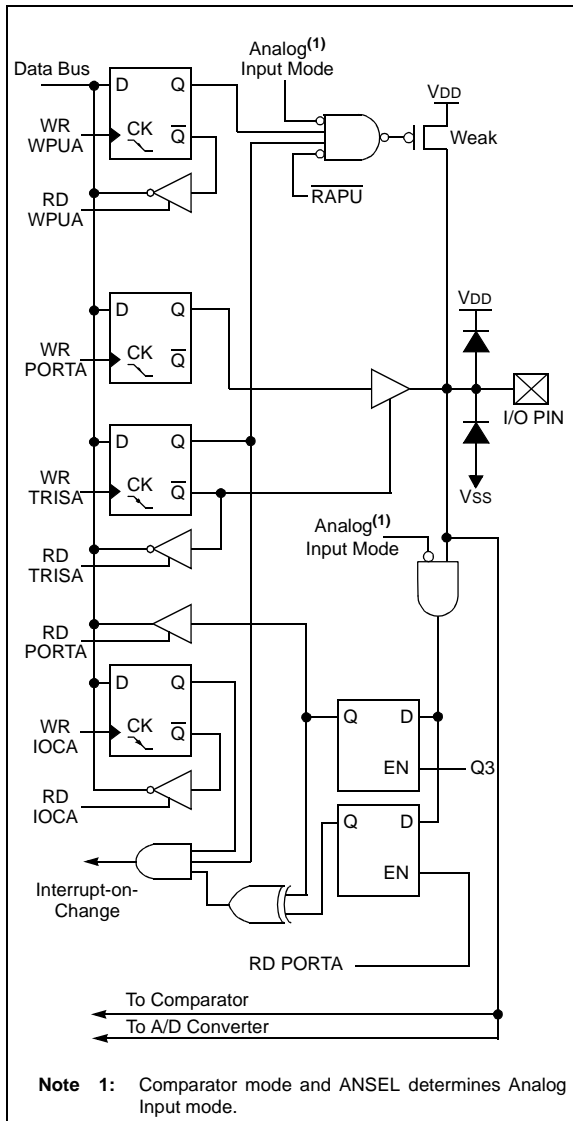 Analog(1)
Input Mode
Data Bus
D Q
VDD
WR
WPUA
CK Q
Weak
RD
WPUA
RAPU
D Q
VDD
WR
PORTA
CK Q
I/O PIN
D Q
WR
TRISA
CK Q
VSS
Analog(1)
Input Mode
RD
TRISA
RD
PORTA
D Q
Q D
WR
IOCA
CK Q
EN
Q3
RD
IOCA
Q D
EN
Interrupt-on-
Change
RD PORTA
To Comparator
To A/D Converter
Note 1: Comparator mode and ANSEL determines Analog
Input mode.